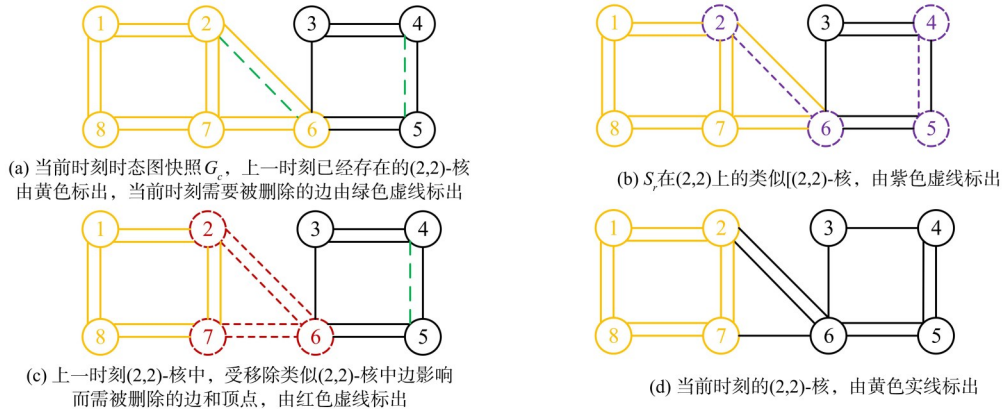 1 2 3 4
8 7 6 5
(a) 当前时刻时态图快照Gc，上一时刻已经存在的(2,2)-核
由黄色标出，当前时刻需要被删除的边由绿色虚线标出
1 2 3 4
8 7 6 5
(b) Sr在(2,2)上的类似[(2,2)-核，由紫色虚线标出
1 2 3 4
8 7 6 5
(c) 上一时刻(2,2)-核中，受移除类似(2,2)-核中边影响
而需被删除的边和顶点，由红色虚线标出
1 2 3 4
8 7 6 5
(d) 当前时刻的(2,2)-核，由黄色实线标出